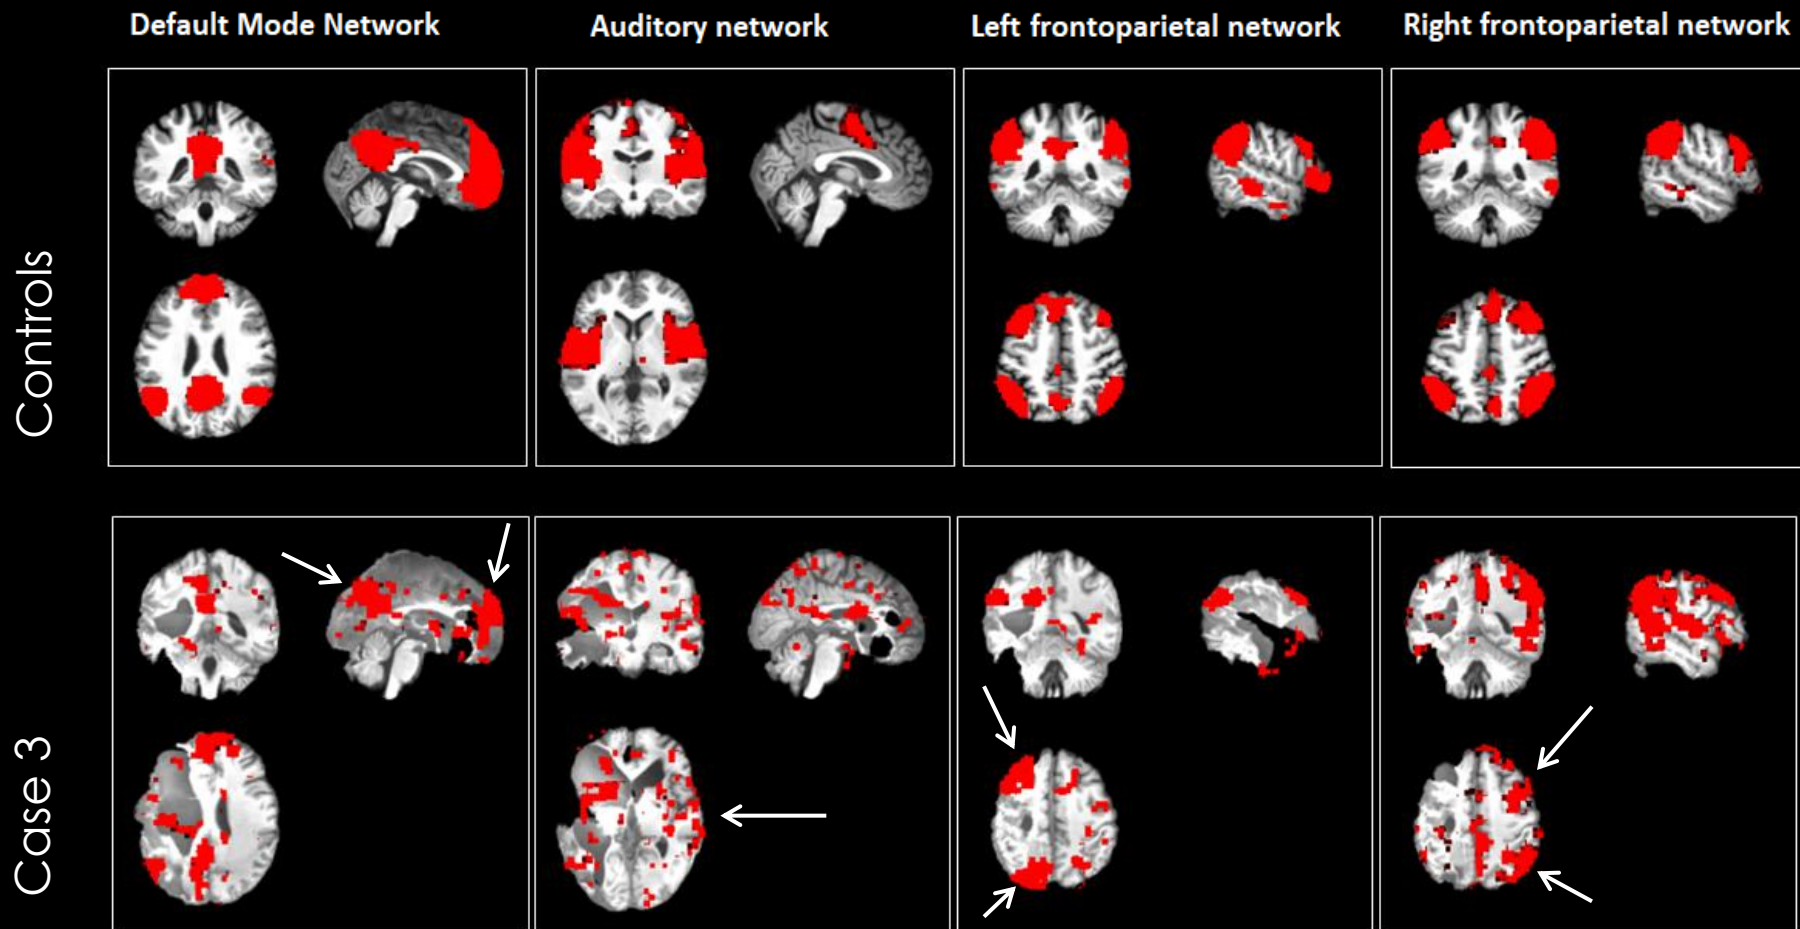 Default Mode Network
Auditory network
Left frontoparietal network
Right frontoparietal network
Controls
Case 3